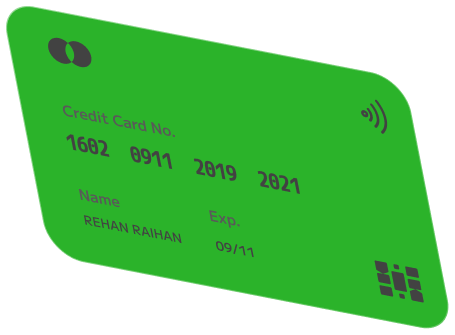 Credit Card No.
1602 0911 2019 2021
Name
REHAN RAIHAN
Exp.
09/11